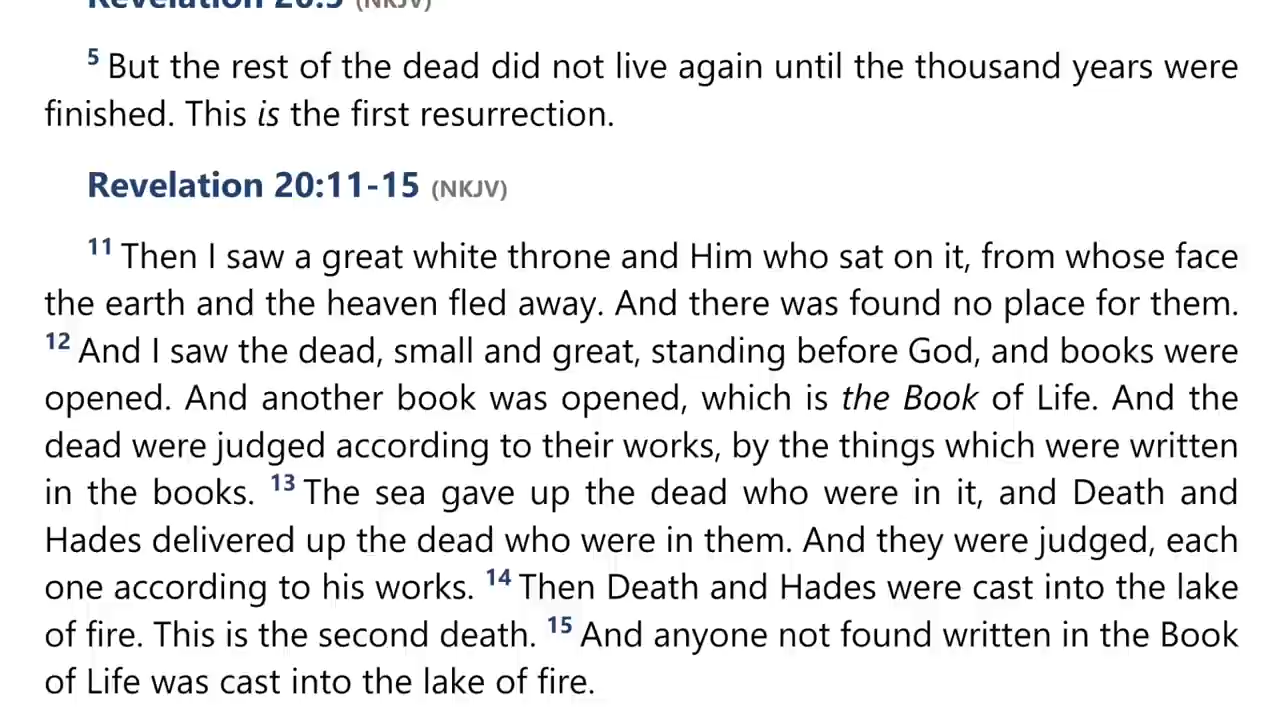 Revelation 20:5 (NKJV)
5 But the rest of the dead did not live again until the thousand years were
finished. This is the first resurrection.
Revelation 20:11-15 (NKJV)
11 Then I saw a great white throne and Him who sat on it, from whose face
the earth and the heaven fled away. And there was found no place for them.
12 And I saw the dead, small and great, standing before God, and books were
opened. And another book was opened, which is the Book of Life. And the
dead were judged according to their works, by the things which were written
in the books. 13 The sea gave up the dead who were in it, and Death and
Hades delivered up the dead who were in them. And they were judged, each
one according to his works. 14 Then Death and Hades were cast into the lake
of fire. This is the second death. 15 And anyone not found written in the Book
of Life was cast into the lake of fire.